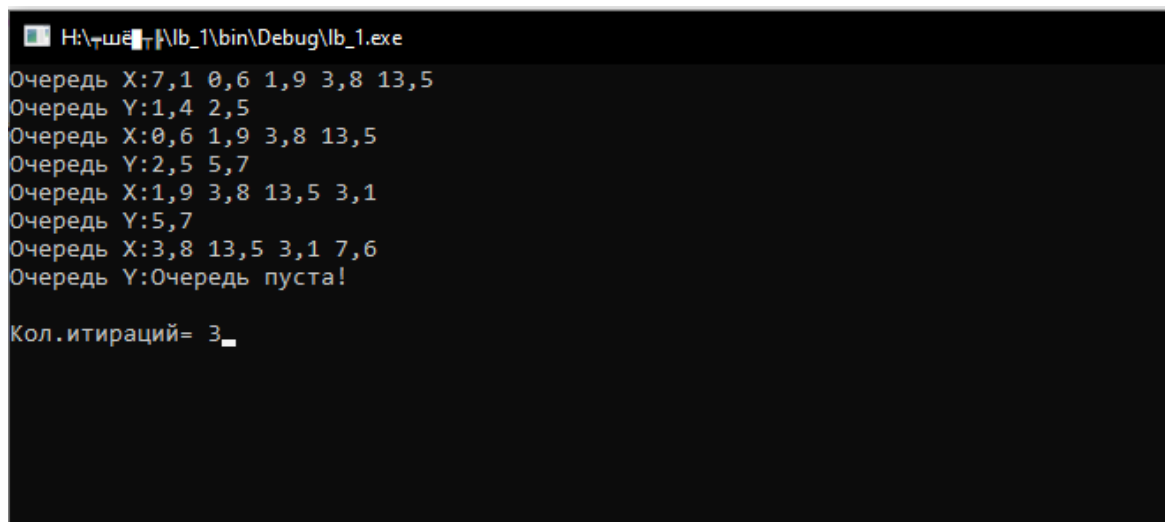 H:\╤шё█┬╠\lb_1\bin\Debug\lb_1.exe
Очередь X:7,1 0,6 1,9 3,8 13,5
Очередь Y:1,4 2,5
Очередь X:0,6 1,9 3,8 13,5
Очередь Y:2,5 5,7
Очередь X:1,9 3,8 13,5 3,1
Очередь Y:5,7
Очередь X:3,8 13,5 3,1 7,6
Очередь Y:Очередь пуста!
Кол.итираций= 3